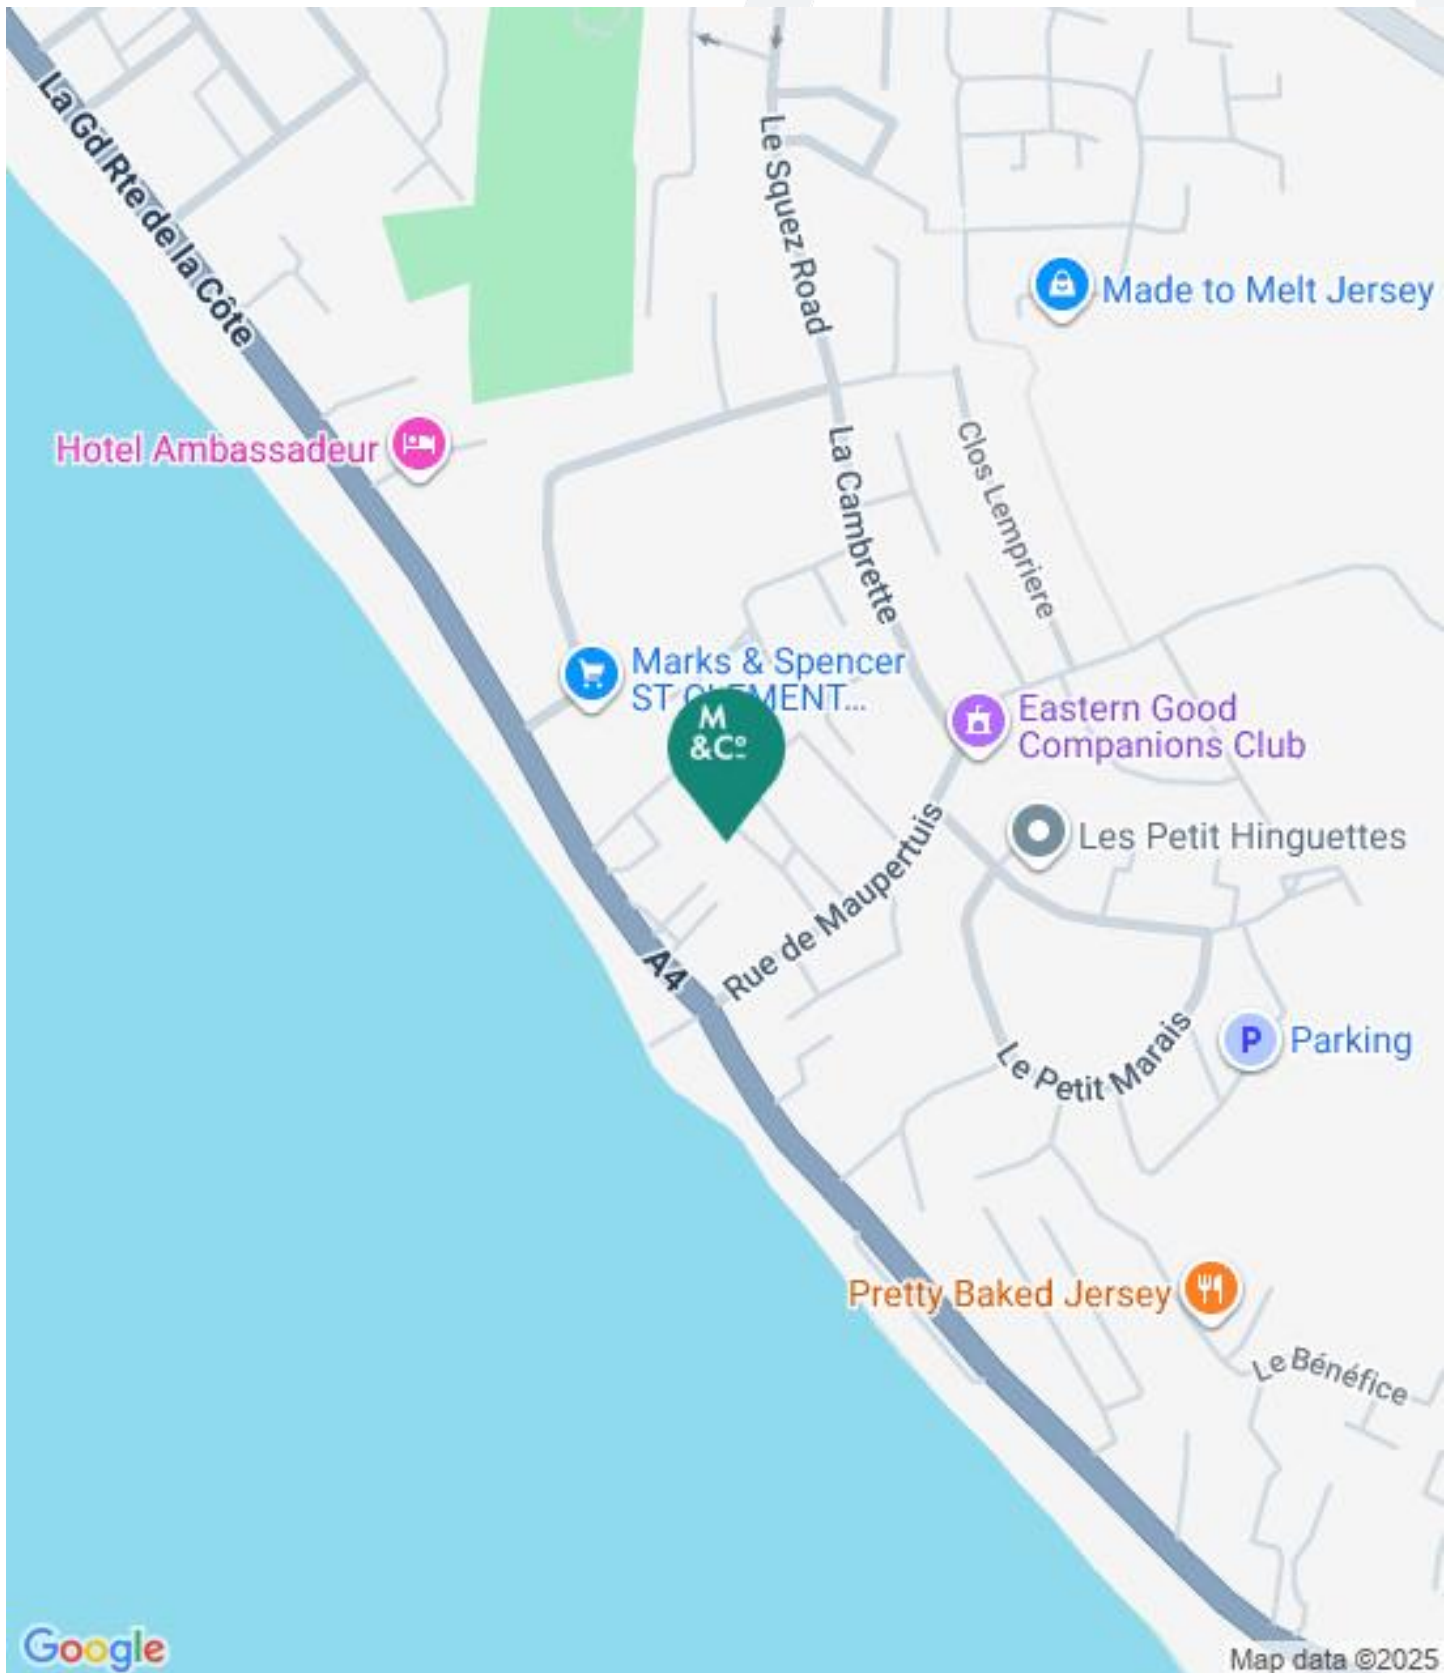 La Gd Rte de la Côte
Le Squez Road
Made to Melt Jersey
Hotel Ambassadeur
La Cambrette
Clos Lempriere
Marks & Spencer
ST CLEMENT...
M
&Cº
Eastern Good
Companions Club
Les Petit Hinguettes
Rue de Maupertuis
A4
Le Petit Marais
P
Parking
Pretty Baked Jersey
Le Bénéfice
Google
Map data ©2025